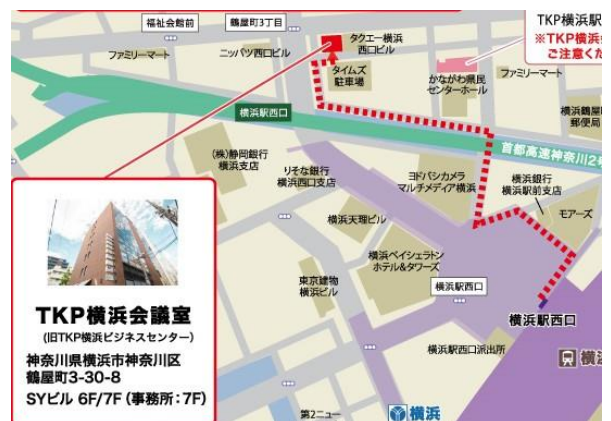 福祉会館前
鶴屋町3丁目
タクエー横浜
西口ビル
TKP横浜駅
※TKP横浜
ご注意くだ
ファミリーマート
ニッパツ西口ビル
タイムズ
駐車場
かながわ県民
センターホール
ファミリーマート
横浜鶴屋町
郵便局
横浜駅西口
首都高速神奈川2号
(株)静岡銀行
横浜支店
りそな銀行
横浜西口支店
ヨドバシカメラ
マルチメディア横浜
横浜銀行
横浜駅前支店
モアーズ
横浜天理ビル
横浜ベイシェラトン
ホテル&タワーズ
東京建物
横浜ビル
横浜駅西口
横浜駅西口
横浜駅西口派出所
横浜
第2ニュー
横浜
TKP横浜会議室
(旧TKP横浜ビジネスセンター)
神奈川県横浜市神奈川区
鶴屋町3-30-8
SYビル 6F/7F (事務所:7F)